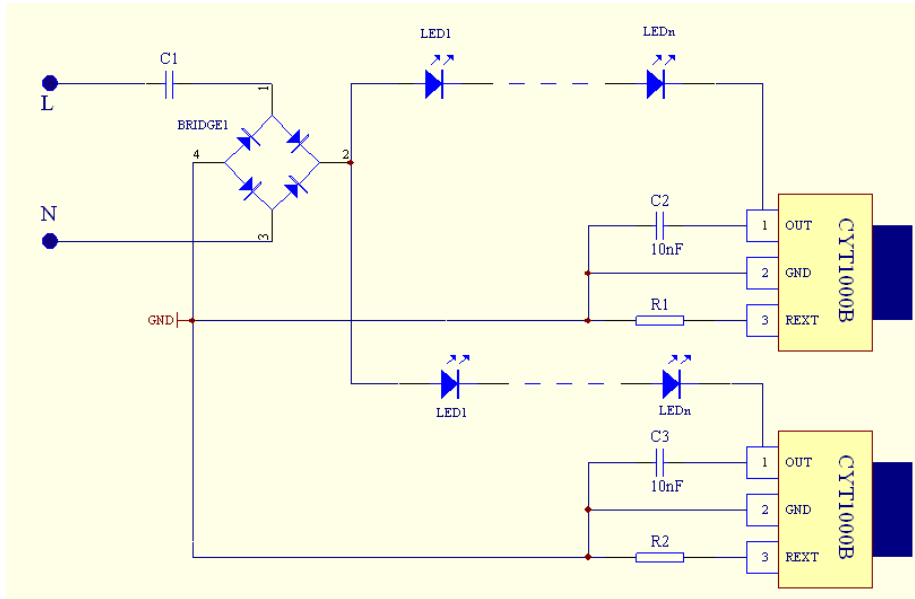 LED1
LEDn
C1
L
1
BRIDGE1
4
2
N
3
C2
10nF
1 OUT
2 GND
3 REXT
CYT1000B
GND
R1
LED1
LEDn
C3
10nF
1 OUT
2 GND
3 REXT
CYT1000B
R2